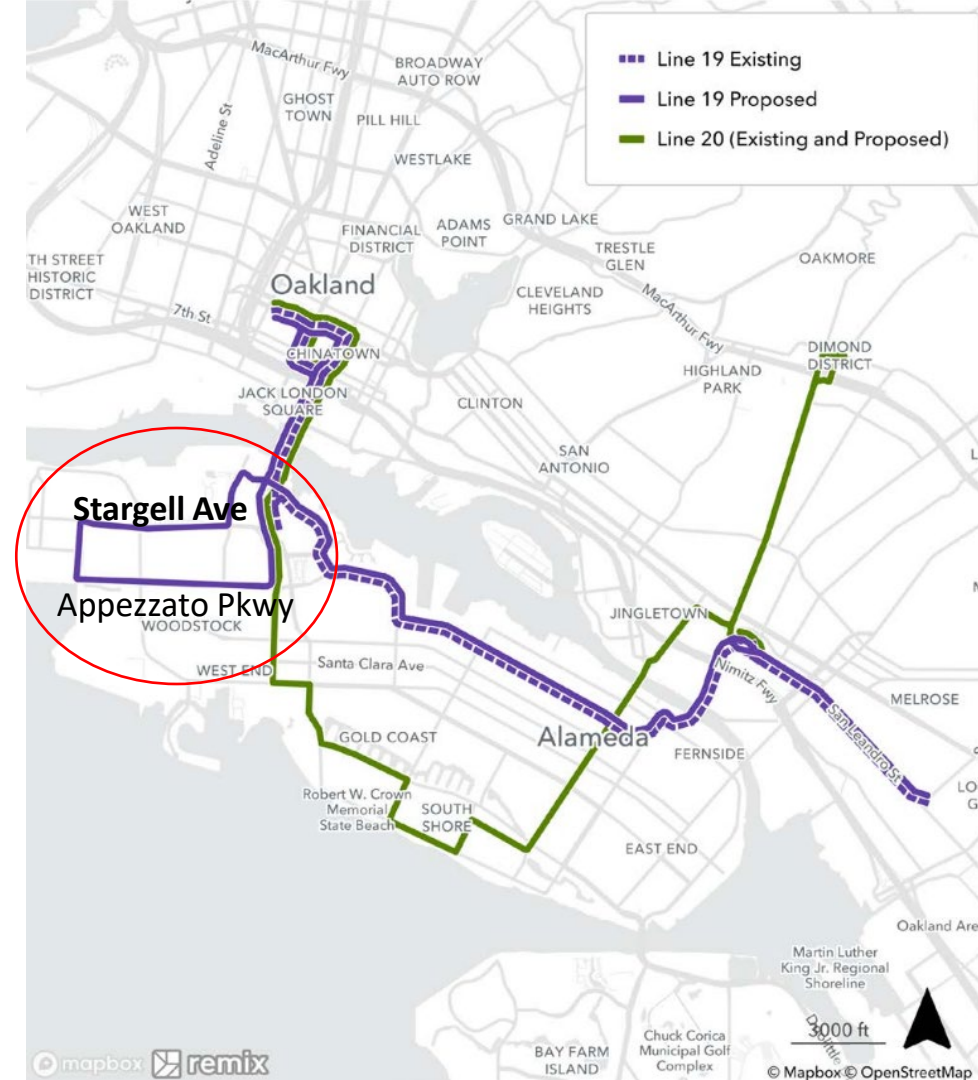 Line 19 Existing
Line 19 Proposed
Line 20 (Existing and Proposed)
MacArthur Fwy
BROADWAY
AUTO ROW
GHOST
TOWN
PILL HILL
Adeline St
WESTLAKE
WEST
OAKLAND
FINANCIAL
DISTRICT
ADAMS
POINT
GRAND LAKE
TRESTLE
GLEN
OAKMORE
TH STREET
HISTORIC
DISTRICT
Oakland
CLEVELAND
HEIGHTS
MacArthur Fwy
7th St
CHINATOWN
DIMOND
DISTRICT
HIGHLAND
PARK
JACK LONDON
SQUARE
CLINTON
SAN
ANTONIO
Stargell Ave
Appezzato Pkwy
WOODSTOCK
JINGLETOWN
WEST END
Santa Clara Ave
Nimitz Fwy
MELROSE
San Leandro St
Alameda
FERNSIDE
GOLD COAST
LO
G
Robert W. Crown
Memorial
State Beach
SOUTH
SHORE
EAST END
Oakland Are
Martin Luther
King Jr. Regional
Shoreline
3000 ft
Chuck Corica
Municipal Golf
Complex
BAY FARM
ISLAND
mapbox remix
© Mapbox © OpenStreetMap